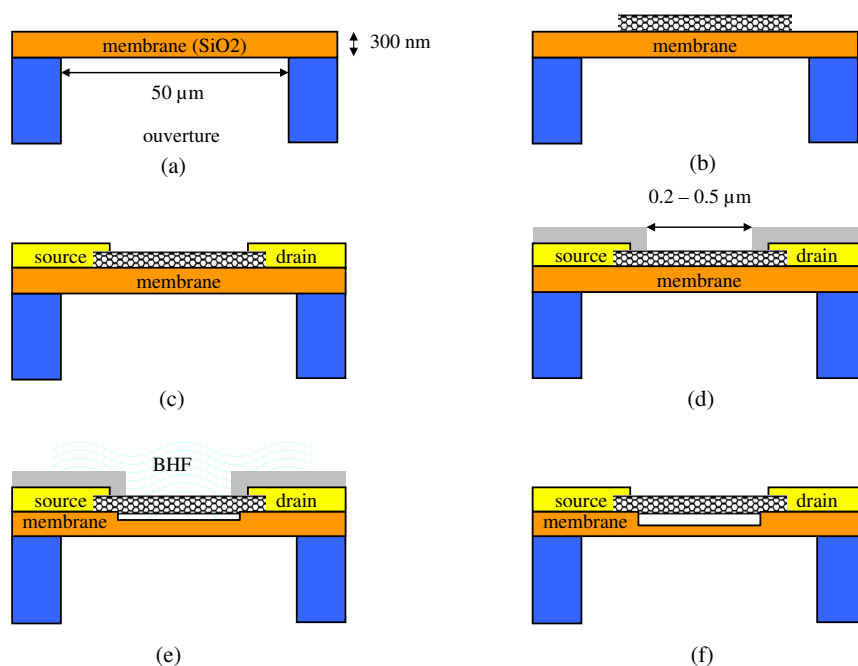 membrane (SiO2)
300 nm
50 µm
ouverture
(a)
membrane
(b)
source
drain
membrane
(c)
0.2 – 0.5 µm
source
drain
membrane
(d)
BHF
source
drain
membrane
(e)
source
drain
membrane
(f)